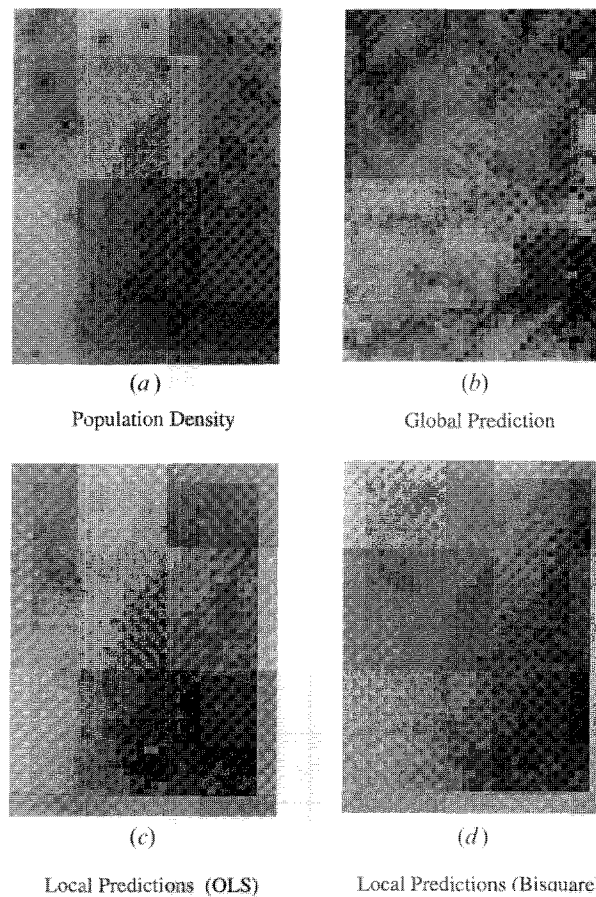 (a)
Population Density
(b)
Global Prediction
(c)
Local Predictions (OLS)
(d)
Local Predictions (Bisquare